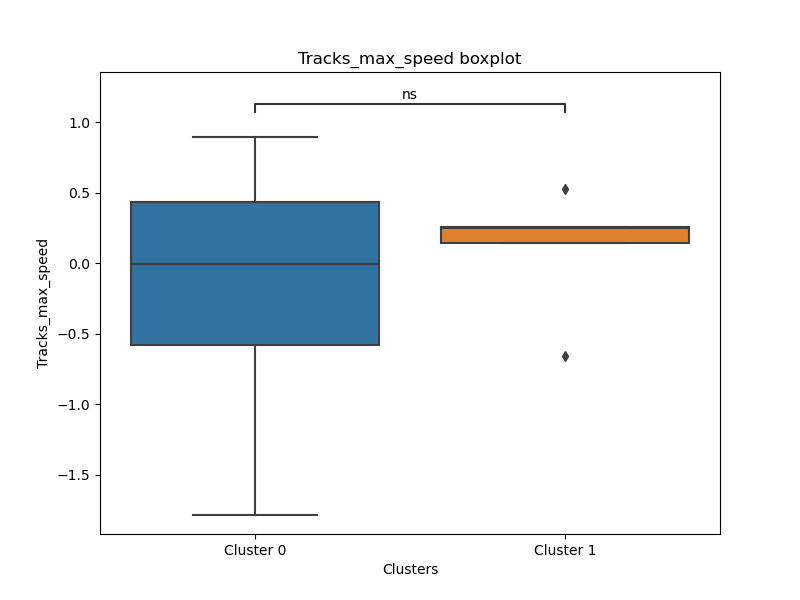 Tracks_max_speed boxplot
ns
1.0
0.5
0.0
−0.5
−1.0
−1.5
Tracks_max_speed
Cluster 0
Cluster 1
Clusters